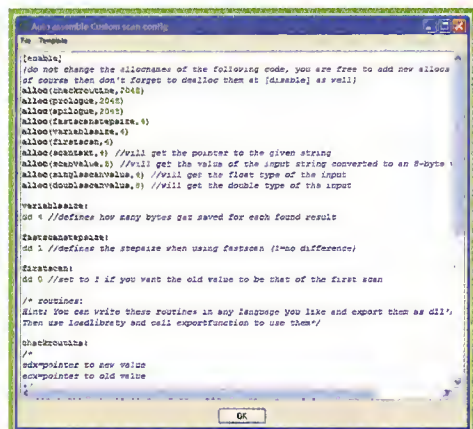 Auto assemble Custom scan config
File Template
[enable]
(do not change the allocnames of the following code, you are free to add new allocs
of course then don't forget to dealloc them at [disable] as well)
alloc(checkroutine,2048)
alloc(prologue,2048)
alloc(epilogue,2048)
alloc(fastscanstepsize,4)
alloc(variablesize,4)
alloc(firstscan,4)
alloc(scantext,4) //will get the pointer to the given string
alloc(scanvalue,8) //will get the value of the input string converted to an 8-byte v
alloc(singlescanvalue,4) //will get the float type of the input
alloc(doublescanvalue,8) //will get the double type of the input
variablesize:
dd 4 //defines how many bytes get saved for each found result
fastscanstepsize:
dd 1 //defines the stepsize when using fastscan (1=no difference)
firstscan:
dd 0 //set to 1 if you want the old value to be that of the first scan
/* routines:
Hint: You can write these routines in any language you like and export them as dll'
Then use loadlibrary and call exportfunction to use them*/
checkroutine:
/*
edx=pointer to new value
ecx=pointer to old value
OK